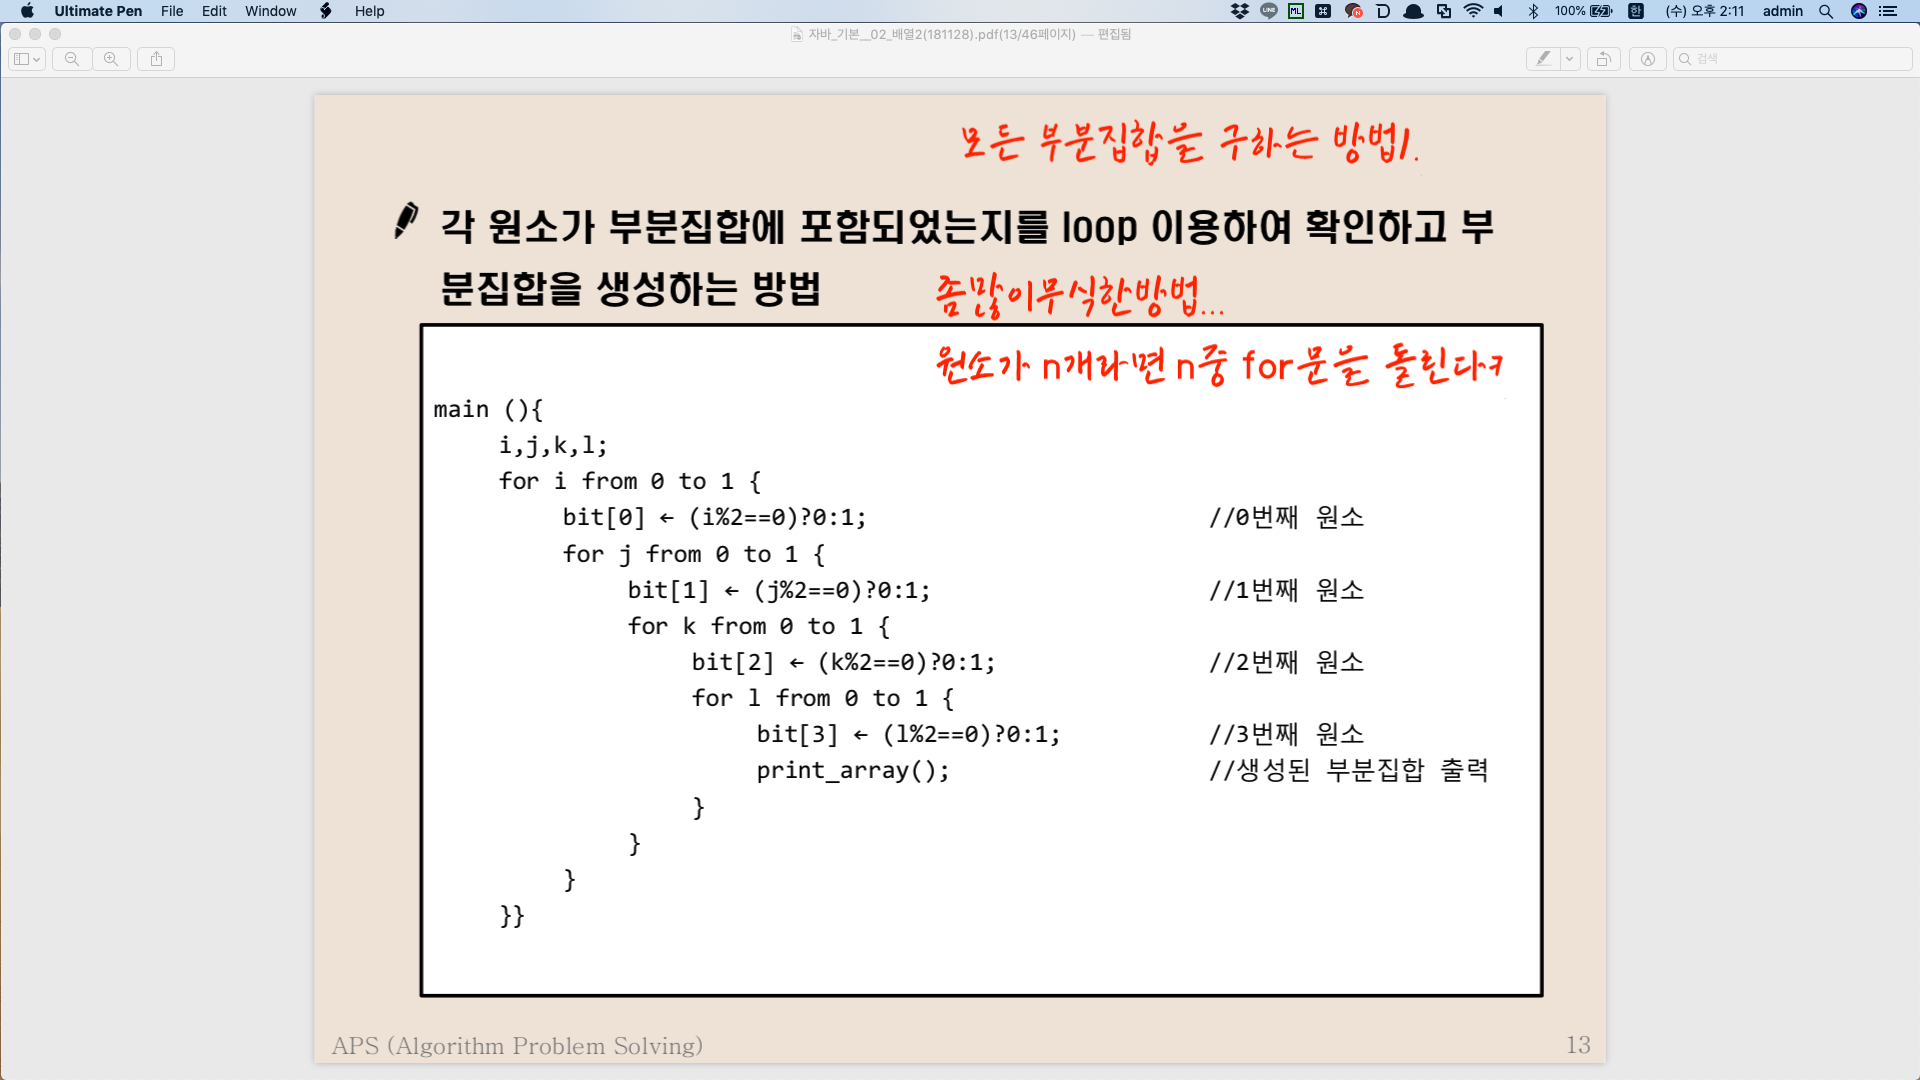 Ultimate Pen File Edit Window Help 100% (수) 오후 2:11 admin
자바_기본__02_배열2(181128).pdf(13/46페이지) — 편집됨
검색
모든 부분집합을 구하는 방법1.
각 원소가 부분집합에 포함되었는지를 loop 이용하여 확인하고 부
분집합을 생성하는 방법
좀많이무식한방법...
원소가 n개라면 n중 for문을 돌린다ㅋ
main (){
i,j,k,l;
for i from 0 to 1 {
bit[0] ← (i%2==0)?0:1; //0번째 원소
for j from 0 to 1 {
bit[1] ← (j%2==0)?0:1; //1번째 원소
for k from 0 to 1 {
bit[2] ← (k%2==0)?0:1; //2번째 원소
for l from 0 to 1 {
bit[3] ← (l%2==0)?0:1; //3번째 원소
print_array(); //생성된 부분집합 출력
}
}
}
}}
APS (Algorithm Problem Solving) 13